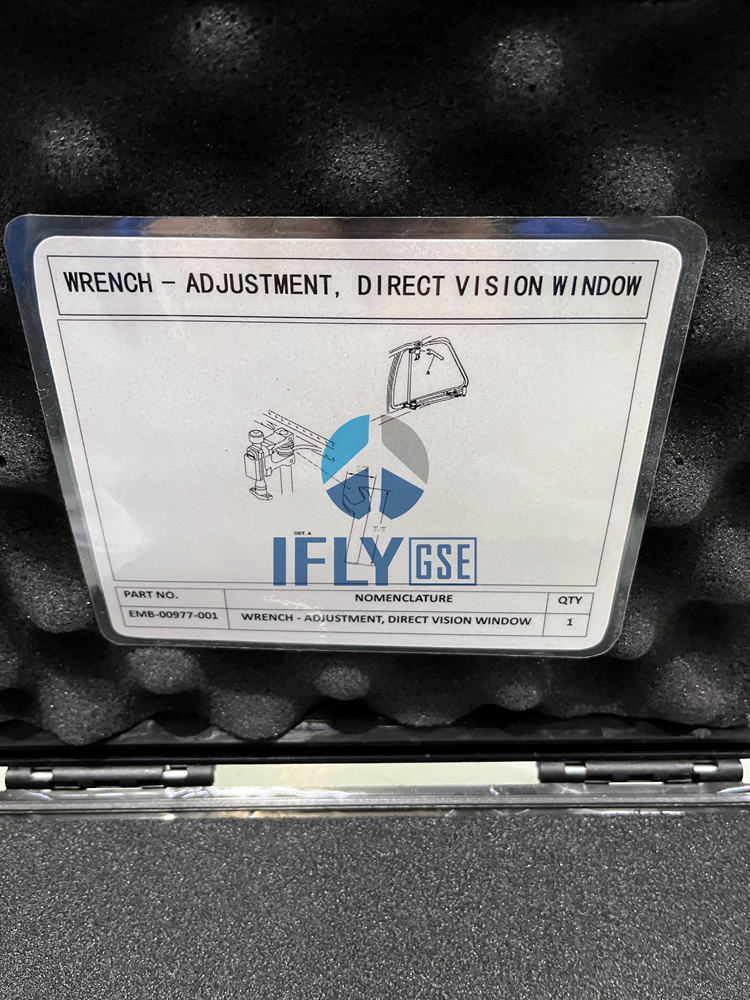 WRENCH - ADJUSTMENT, DIRECT VISION WINDOW
A
DET. A
IFLY GSE
PART NO. NOMENCLATURE QTY
EMB-00977-001 WRENCH - ADJUSTMENT, DIRECT VISION WINDOW 1